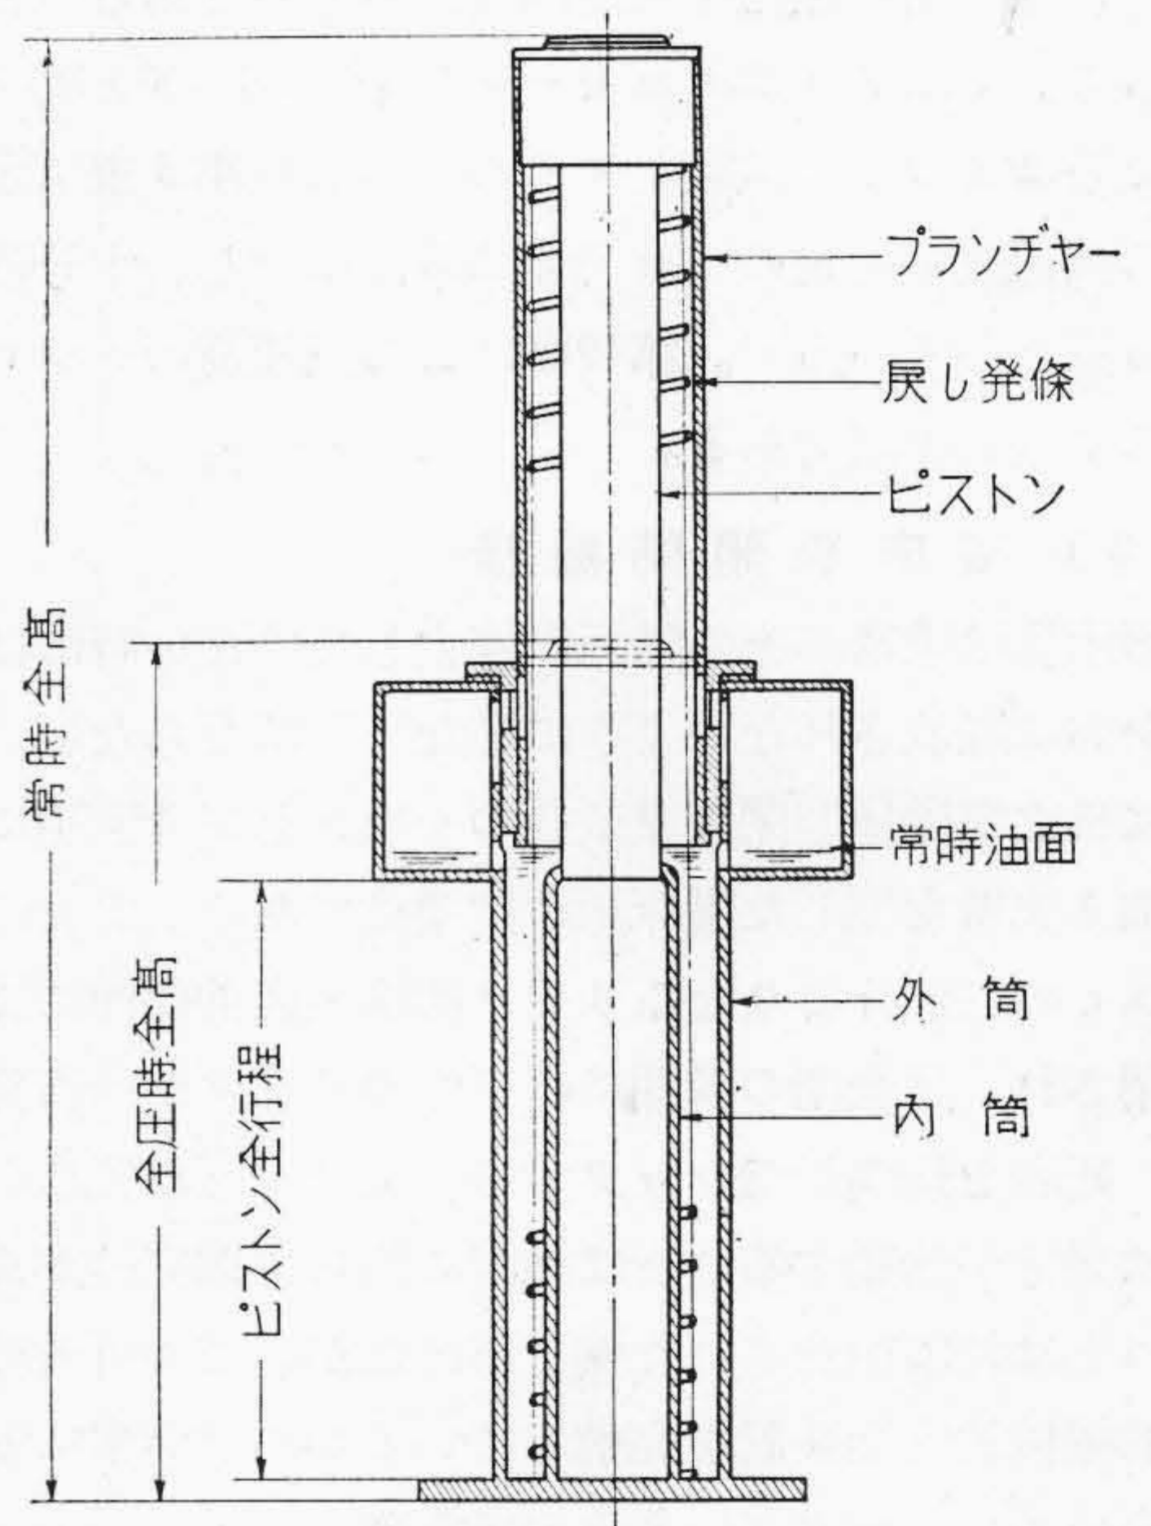 プランヂャー
戻し発條
ピストン
常時油面
外筒
内筒
常時全高
全圧時全高
ピストン全行程